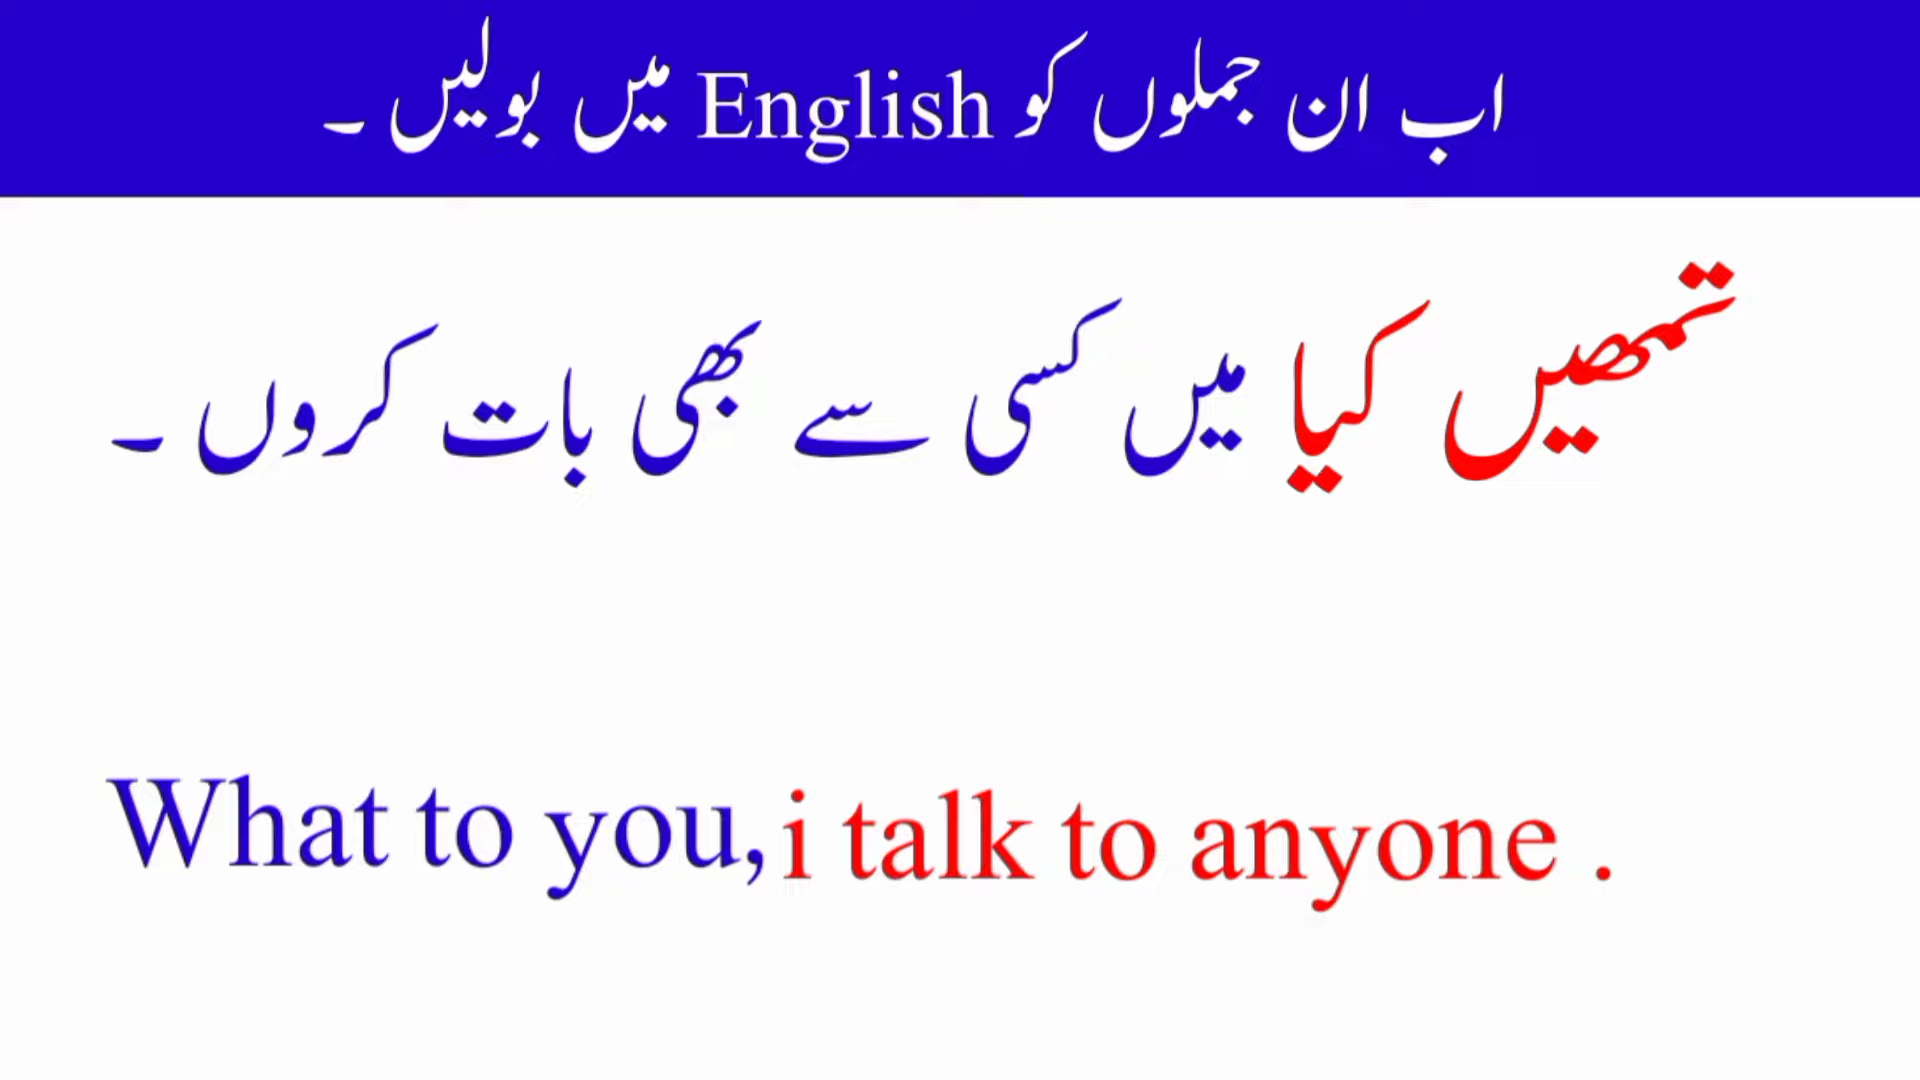 اب ان جملوں کو English میں بولیں ۔
تمھیں کیا میں کسی سے بھی بات کروں ۔
What to you, i talk to anyone .